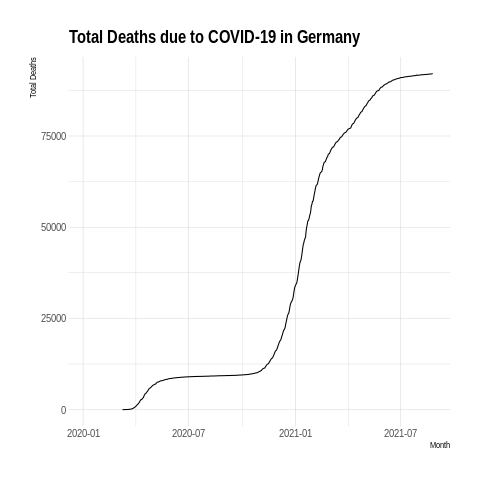 Total Deaths due to COVID-19 in Germany
Total Deaths
75000
50000
25000
0
2020-01 2020-07 2021-01 2021-07
Month